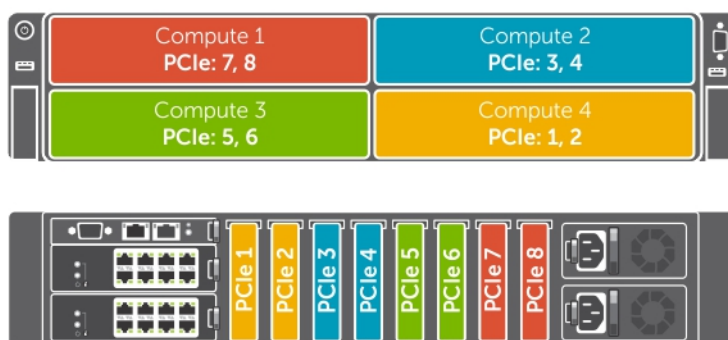 Compute 1
PCIe: 7, 8
Compute 2
PCIe: 3, 4
Compute 3
PCIe: 5, 6
Compute 4
PCIe: 1, 2
PCIe 1
PCIe 2
PCIe 3
PCIe 4
PCIe 5
PCIe 6
PCIe 7
PCIe 8